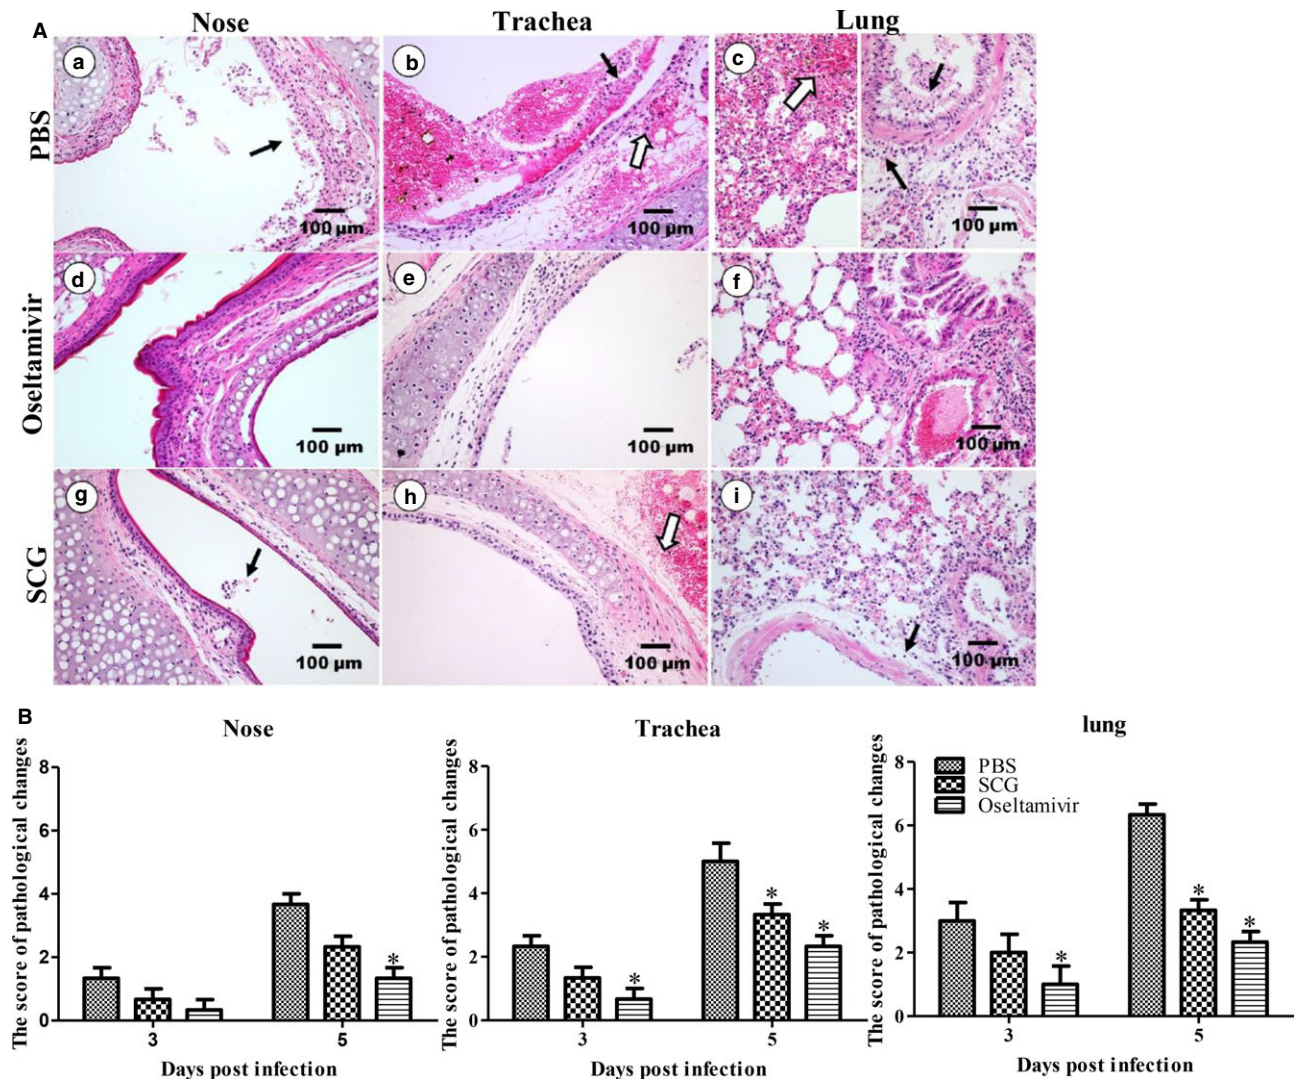 A
Nose
Trachea
Lung
PBS
a
100 µm
b
100 µm
c
100 µm
Oseltamivir
d
100 µm
e
100 µm
f
100 µm
SCG
g
100 µm
h
100 µm
i
100 µm
B
Nose
The score of pathological changes
8
6
4
2
0
*
3
5
Days post infection
Trachea
The score of pathological changes
8
6
4
2
0
*
*
*
3
5
Days post infection
lung
The score of pathological changes
8
6
4
2
0
PBS
SCG
Oseltamivir
*
*
*
3
5
Days post infection